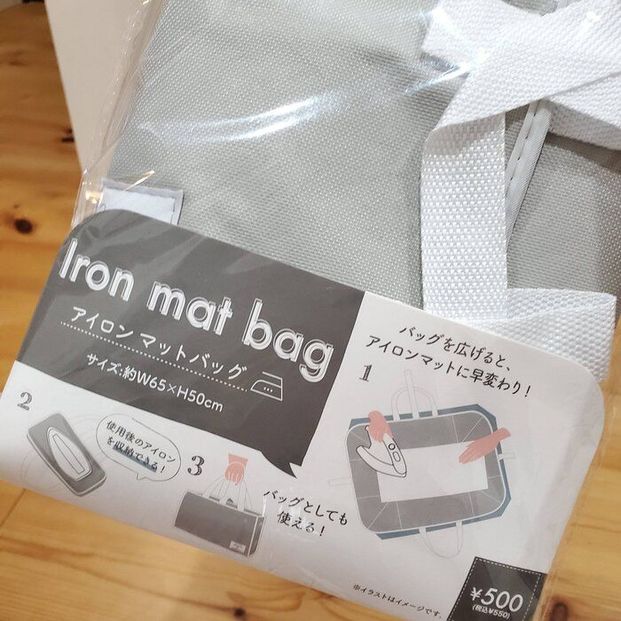 Iron mat bag
アイロン マットバッグ
サイズ:約W65×H50cm
1
バッグを広げると、
アイロンマットに早変わり!
2
使用後のアイロン
を収納できる!
3
バッグとしても
使える!
※イラストはイメージです。
¥500
(税込¥550)